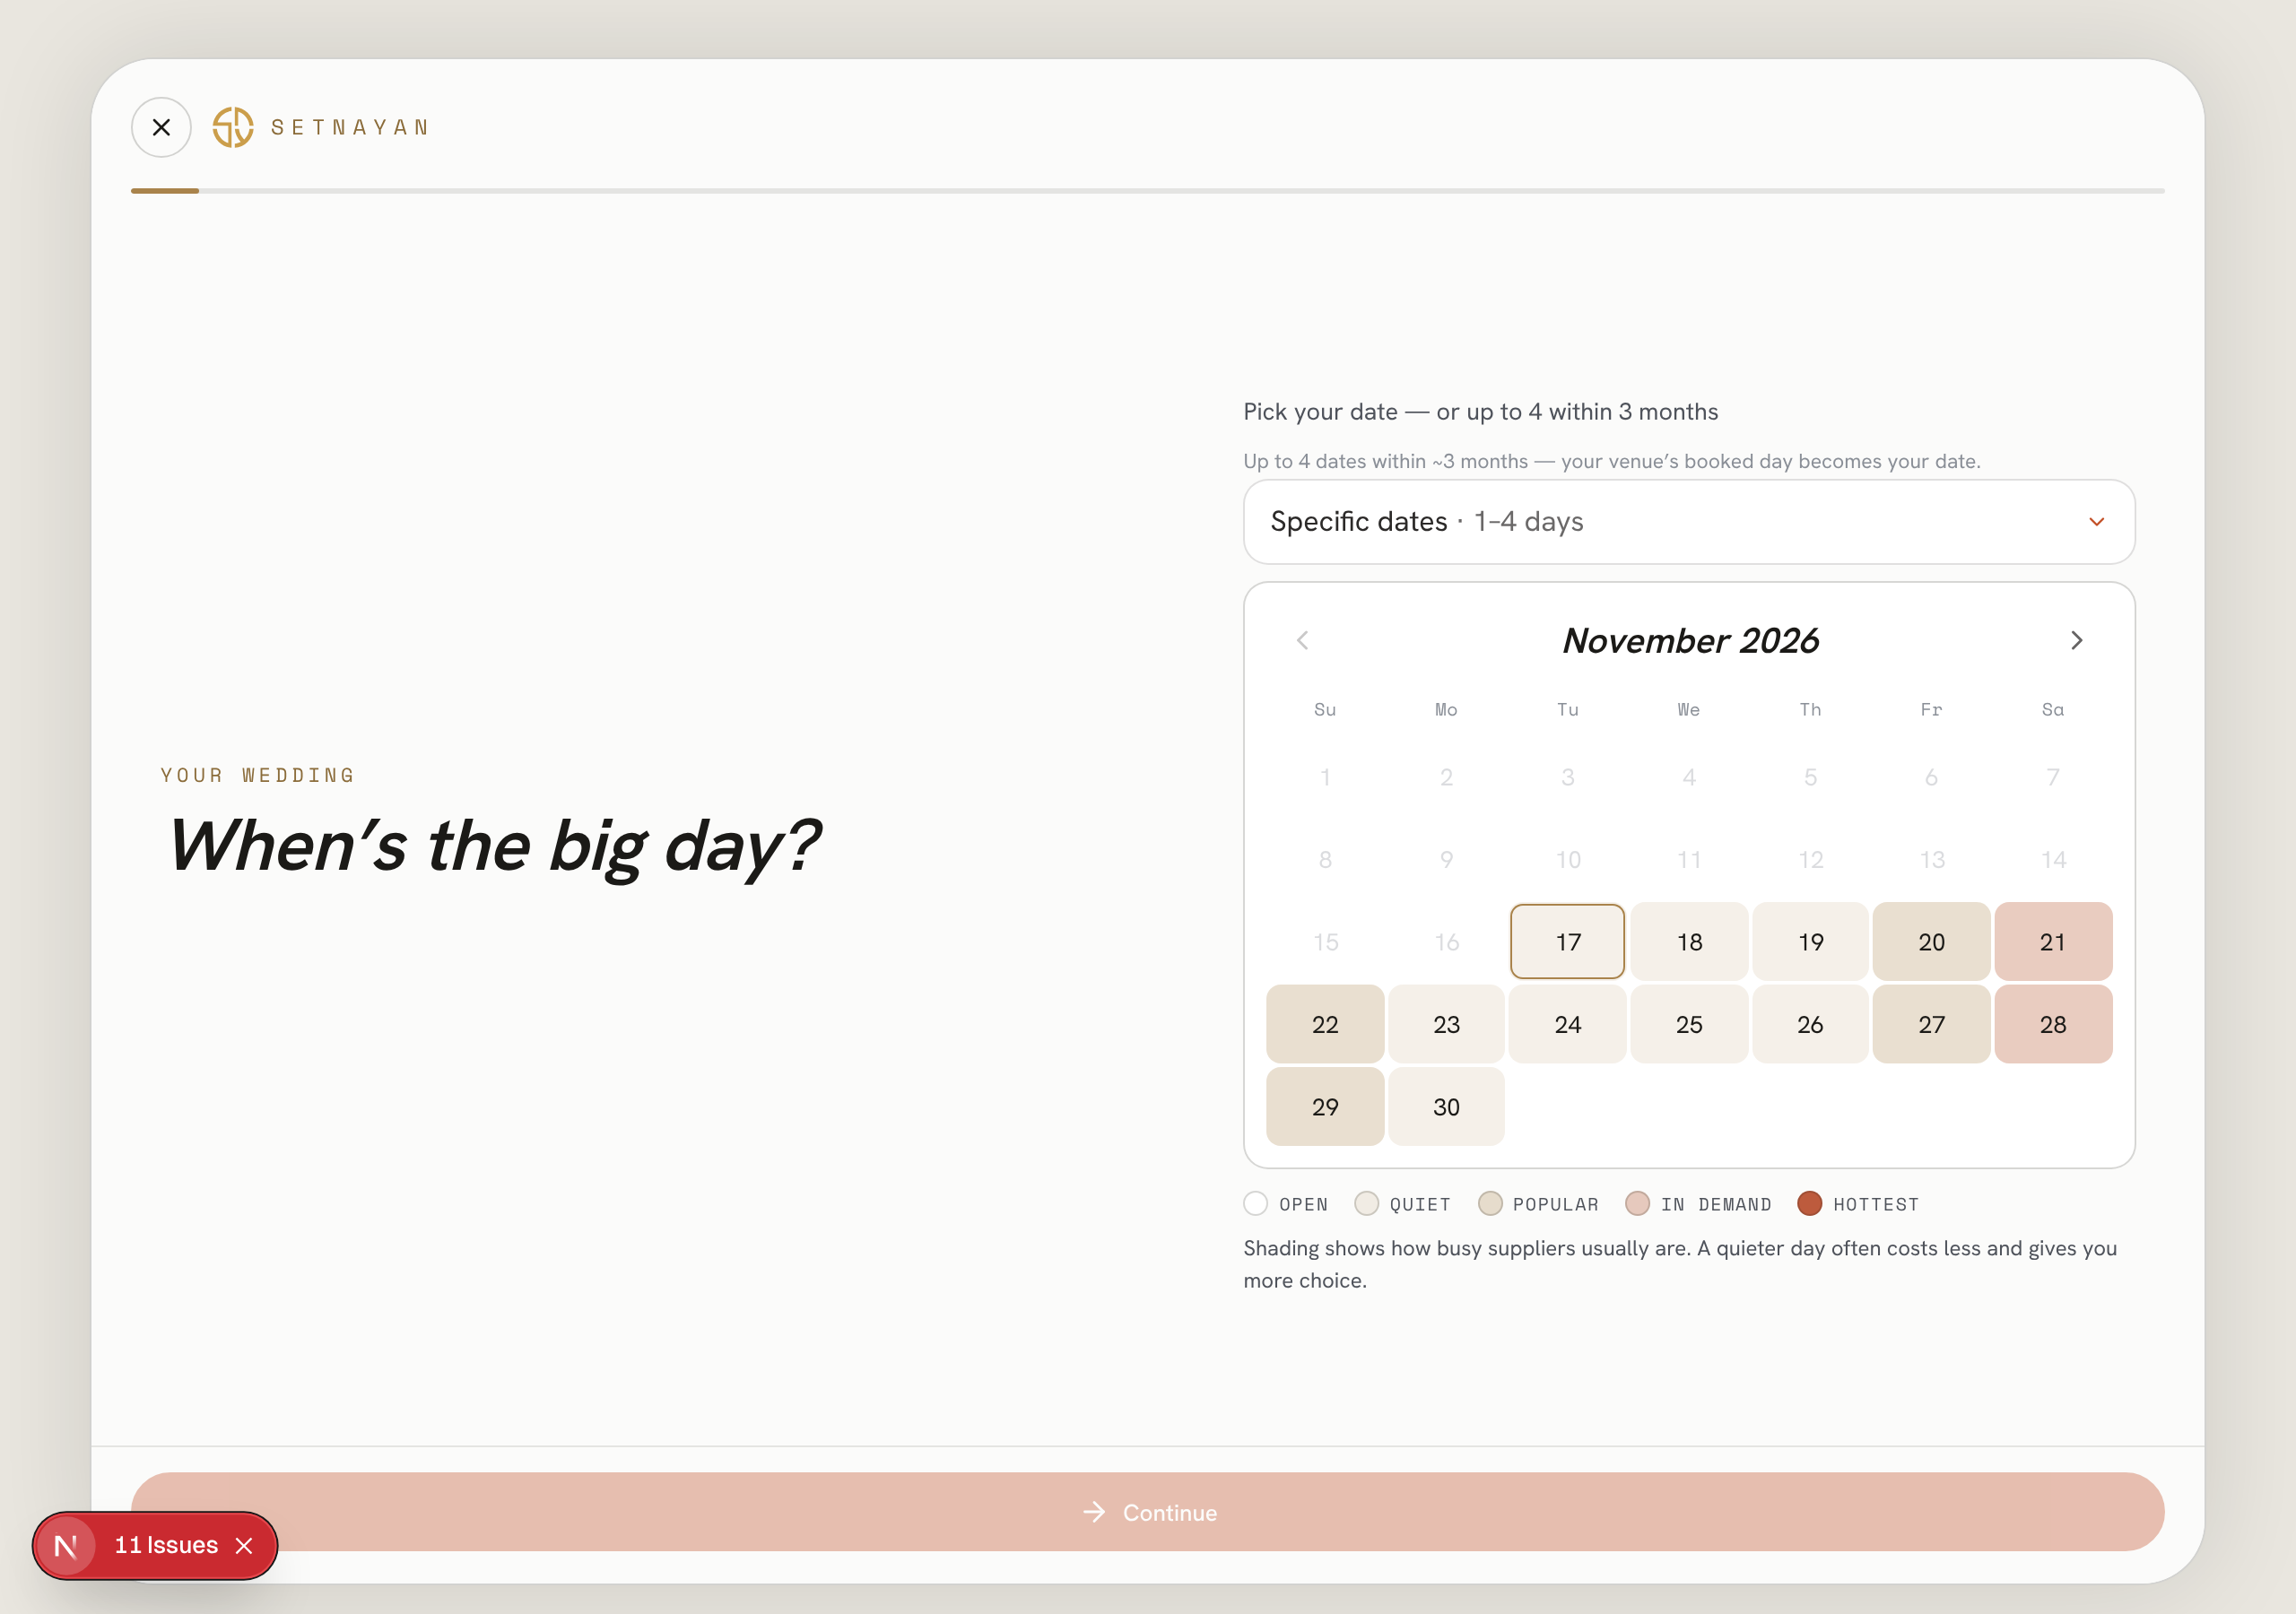 SETNAYAN
YOUR WEDDING
When's the big day?
Pick your date — or up to 4 within 3 months
Up to 4 dates within ~3 months — your venue's booked day becomes your date.
Specific dates · 1–4 days
November 2026
Su Mo Tu We Th Fr Sa
1 2 3 4 5 6 7
8 9 10 11 12 13 14
15 16 17 18 19 20 21
22 23 24 25 26 27 28
29 30
OPEN QUIET POPULAR IN DEMAND HOTTEST
Shading shows how busy suppliers usually are. A quieter day often costs less and gives you
more choice.
Continue
N 11 Issues